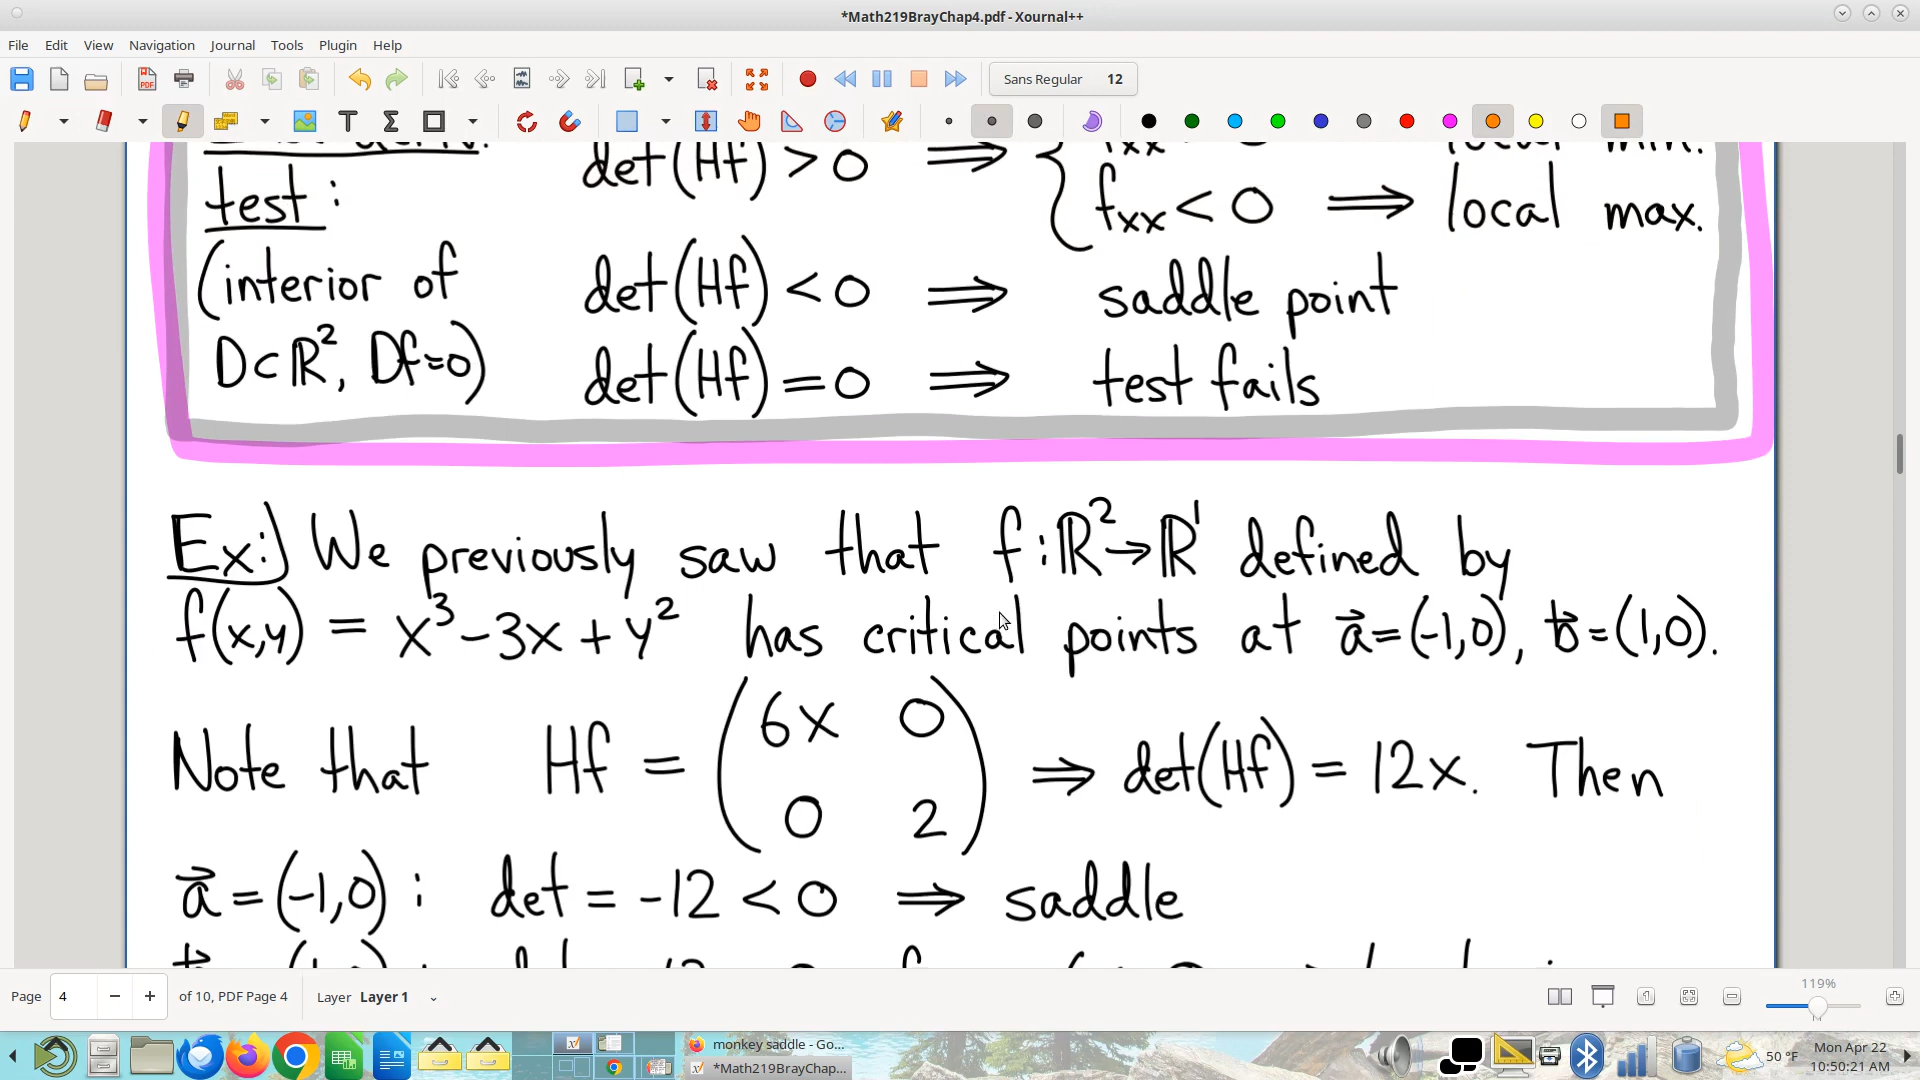 *Math219BrayChap4.pdf - Xournal++
File Edit View Navigation Journal Tools Plugin Help
Sans Regular 12
det(Hf) > 0 ⟹
test: fxx < 0 ⟹ local max.
(interior of det(Hf) < 0 ⟹ saddle point
D⊂ℝ², Df=0) det(Hf) = 0 ⟹ test fails
Ex:) We previously saw that f:ℝ²→ℝ¹ defined by
f(x,y) = x³-3x+y² has critical points at a⃗=(-1,0), b⃗=(1,0).
Note that Hf = (6x 0
0 2) ⟹ det(Hf) = 12x. Then
a⃗=(-1,0): det = -12 < 0 ⟹ saddle
Page 4 of 10, PDF Page 4 Layer Layer 1 119%
monkey saddle - Go...
*Math219BrayChap...
50 °F
Mon Apr 22
10:50:21 AM